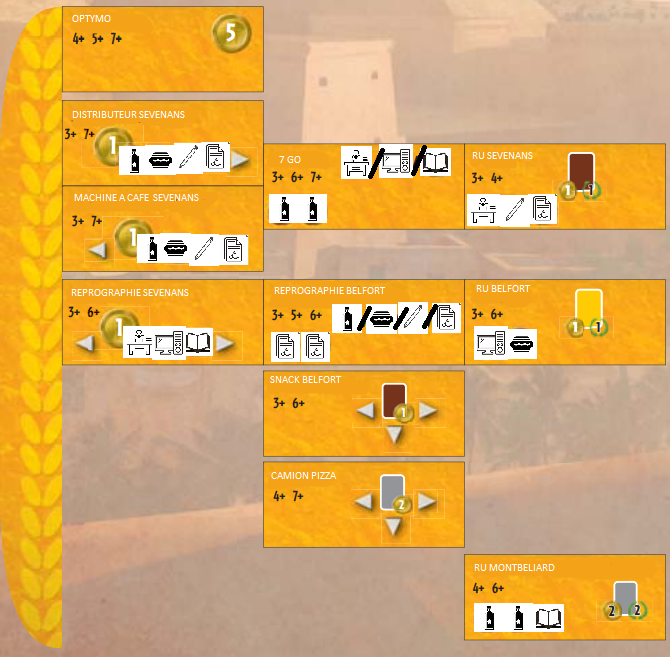 OPTYMO
4+ 5+ 7+
5
DISTRIBUTEUR SEVENANS
3+ 7+
1
7 GO
3+ 6+ 7+
RU SEVENANS
3+ 4+
1 1
MACHINE A CAFE SEVENANS
3+ 7+
1
REPROGRAPHIE SEVENANS
3+ 6+
1
REPROGRAPHIE BELFORT
3+ 5+ 6+
RU BELFORT
3+ 6+
1 1
SNACK BELFORT
3+ 6+
1
CAMION PIZZA
4+ 7+
2
RU MONTBELIARD
4+ 6+
2 2